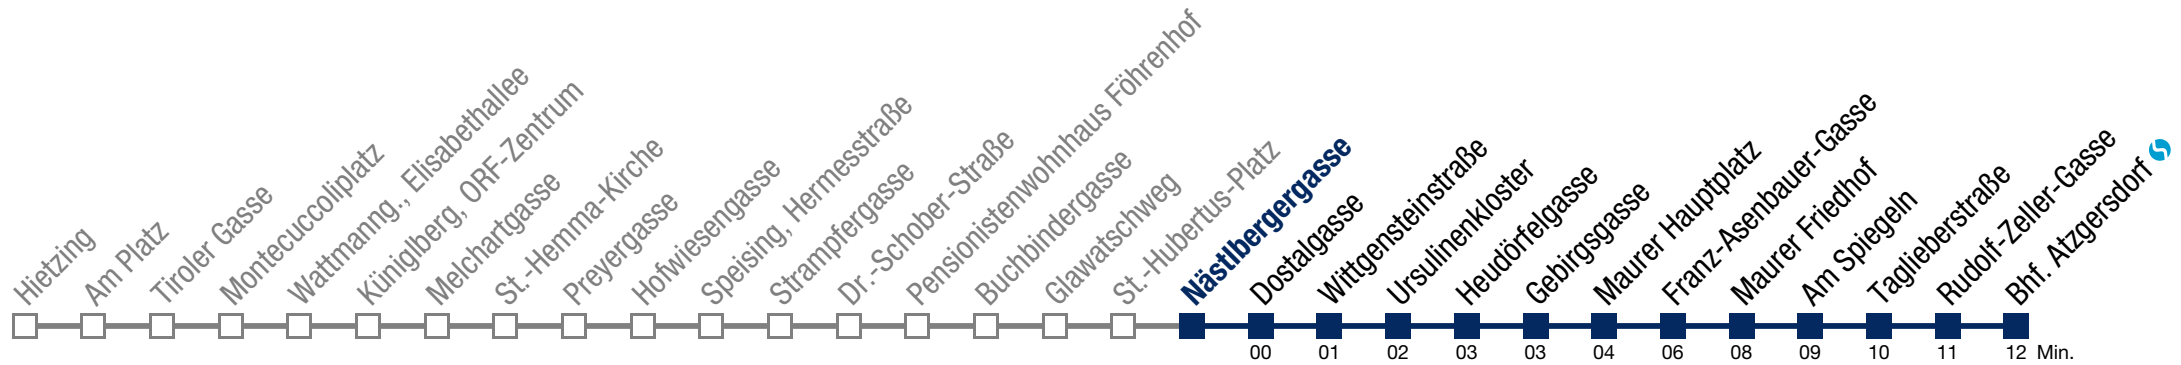 Hietzing
Am Platz
Tiroler Gasse
Montecuccoliplatz
Wattmanng., Elisabethallee
Küniglberg, ORF-Zentrum
Melchartgasse
St.-Hemma-Kirche
Preyergasse
Hofwiesengasse
Speising, Hermesstraße
Strampfergasse
Dr.-Schober-Straße
Pensionistenwohnhaus Föhrenhof
Buchbindergasse
Glawatschweg
St.-Hubertus-Platz
Nästlbergergasse
Dostalgasse
Wittgensteinstraße
Ursulinenkloster
Heudörfelgasse
Gebirgsgasse
Maurer Hauptplatz
Franz-Asenbauer-Gasse
Maurer Friedhof
Am Spiegeln
Taglieberstraße
Rudolf-Zeller-Gasse
Bhf. Atzgersdorf
00 01 02 03 03 04 06 08 09 10 11 12 Min.